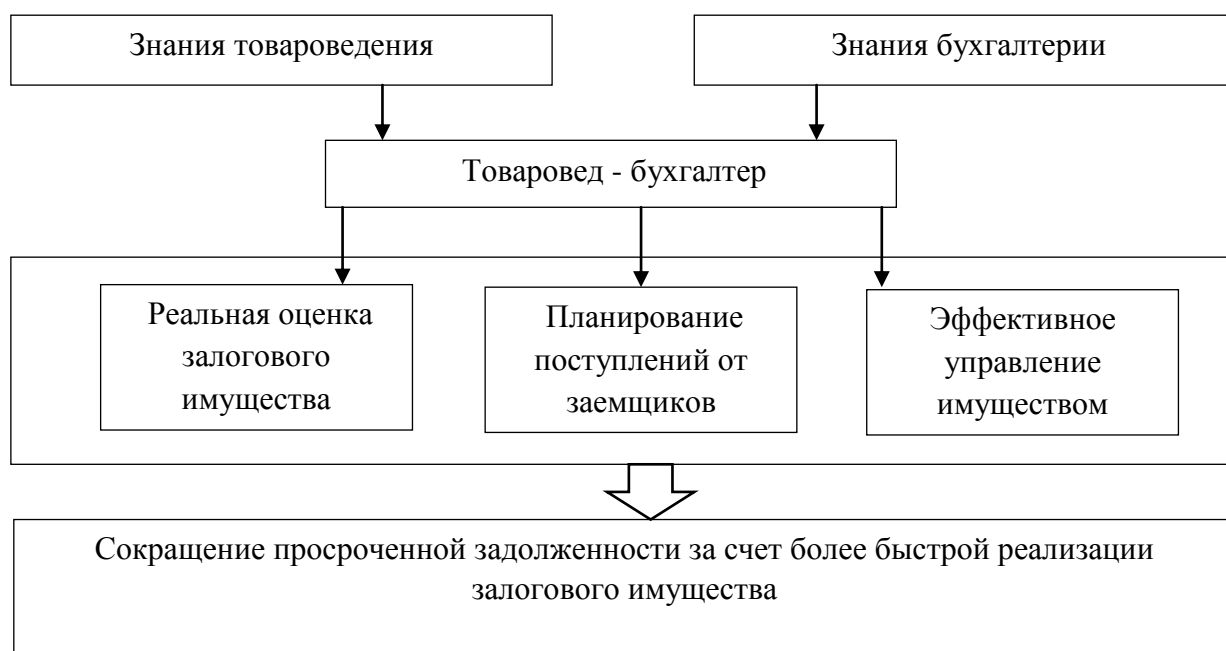 Знания товароведения
Знания бухгалтерии
Товаровед - бухгалтер
Реальная оценка
залогового
имущества
Планирование
поступлений от
заемщиков
Эффективное
управление
имуществом
Сокращение просроченной задолженности за счет более быстрой реализации
залогового имущества